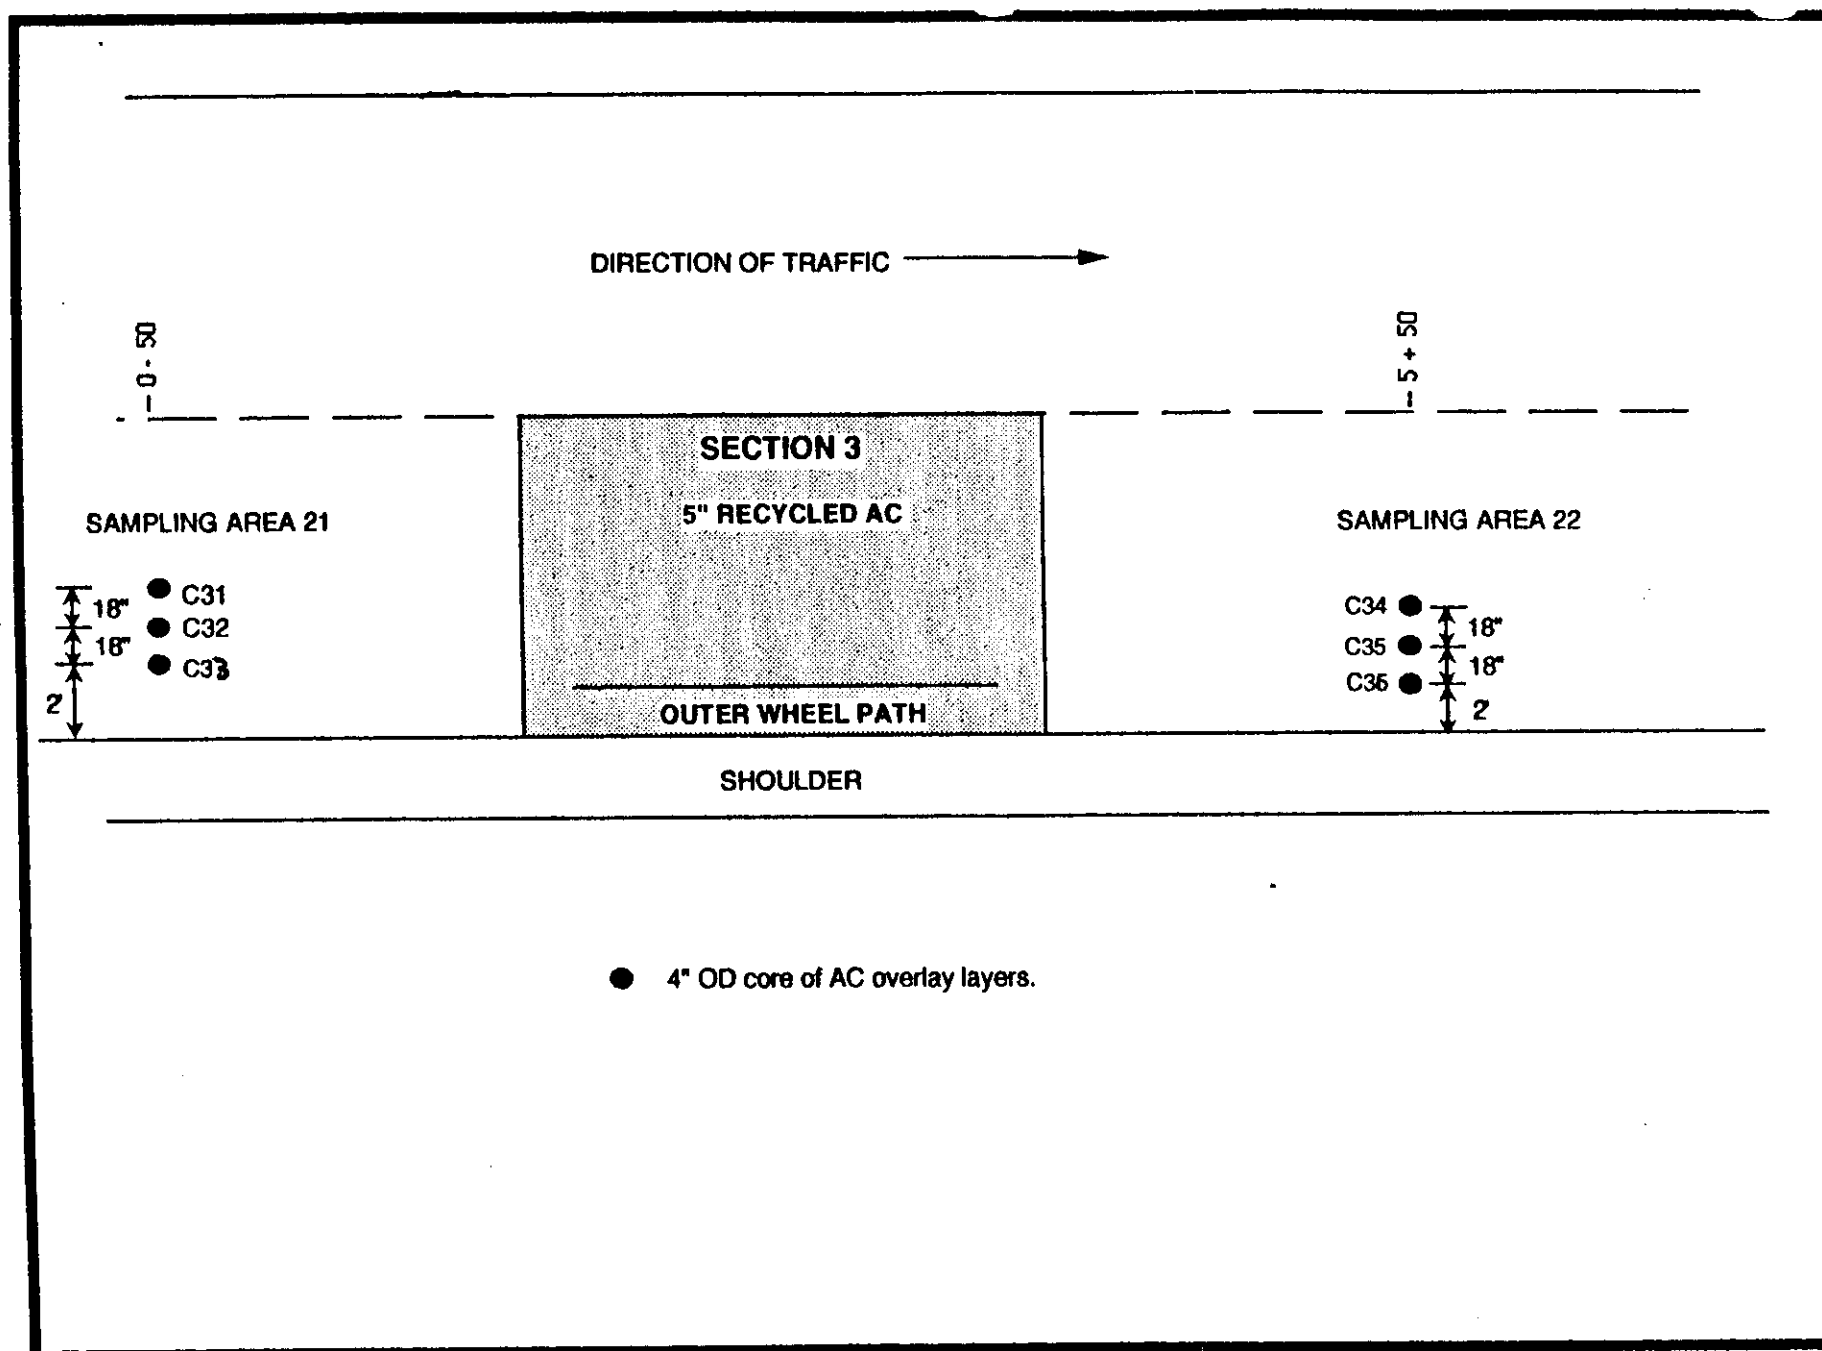 DIRECTION OF TRAFFIC
0 - 50
5 + 50
SECTION 3
5" RECYCLED AC
SAMPLING AREA 21
SAMPLING AREA 22
C31
18"
C32
18"
C33
2'
C34
18"
C35
18"
C36
2'
OUTER WHEEL PATH
SHOULDER
4" OD core of AC overlay layers.